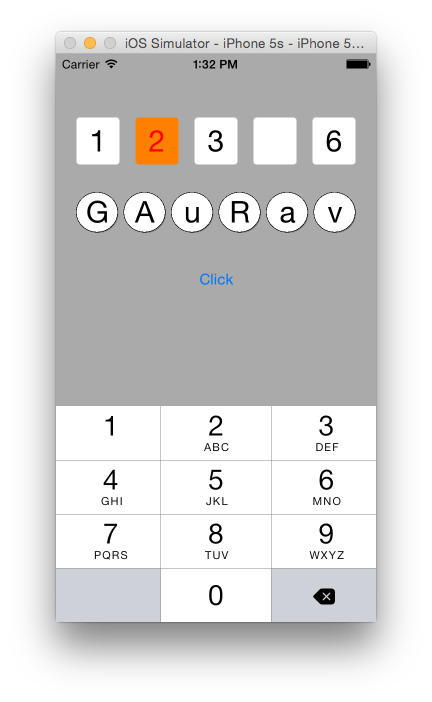 iOS Simulator - iPhone 5s - iPhone 5...
Carrier 1:32 PM
1 2 3 6
G A u R a v
Click
1 2 3
ABC DEF
4 5 6
GHI JKL MNO
7 8 9
PQRS TUV WXYZ
0